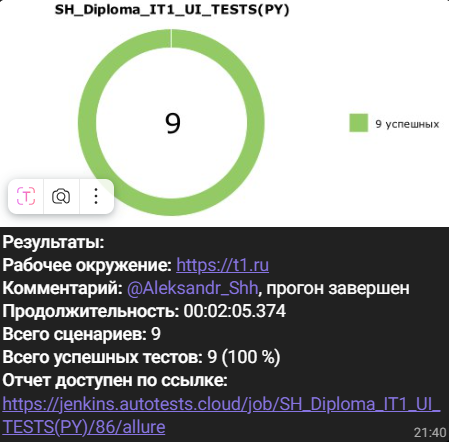 SH_Diploma_IT1_UI_TESTS(PY)
9
9 успешных
T
Результаты:
Рабочее окружение: https://t1.ru
Комментарий: @Aleksandr_Shh, прогон завершен
Продолжительность: 00:02:05.374
Всего сценариев: 9
Всего успешных тестов: 9 (100 %)
Отчет доступен по ссылке:
https://jenkins.autotests.cloud/job/SH_Diploma_IT1_UI_
TESTS(PY)/86/allure
21:40